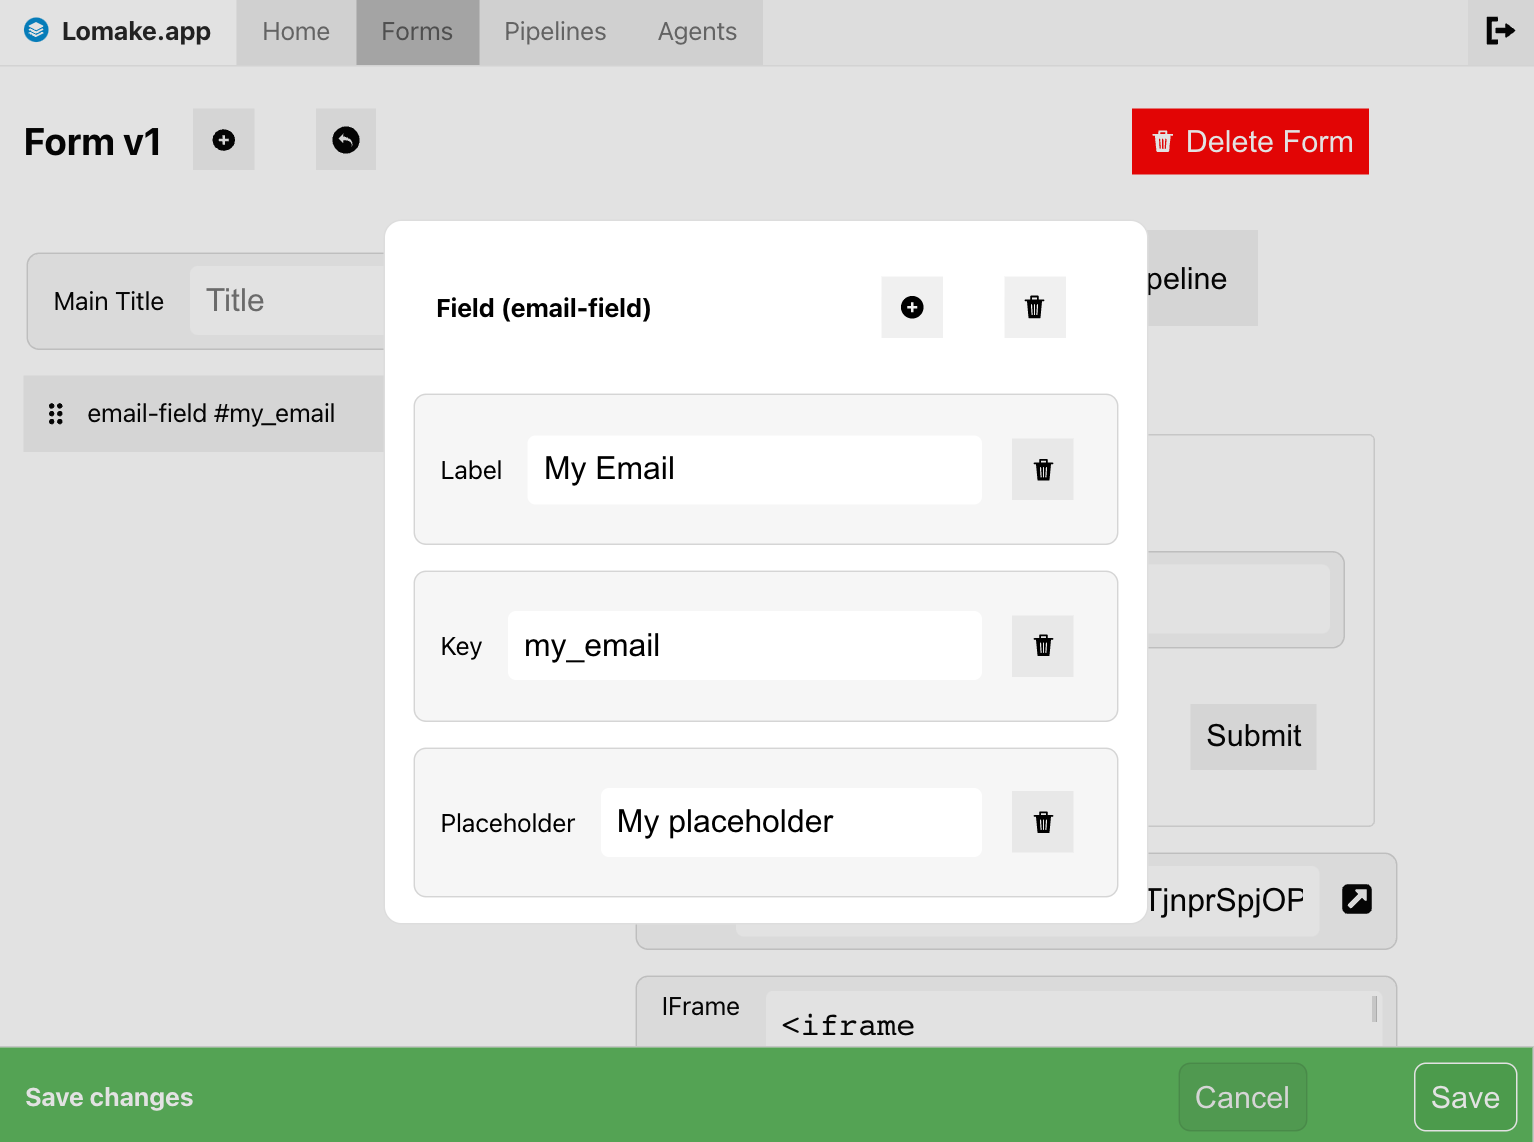 Lomake.app Home Forms Pipelines Agents
Form v1
Delete Form
Main Title Title
peline
email-field #my_email
Field (email-field)
Label My Email
Key my_email
Placeholder My placeholder
Submit
TjnprSpjOP
IFrame <iframe
Save changes Cancel Save